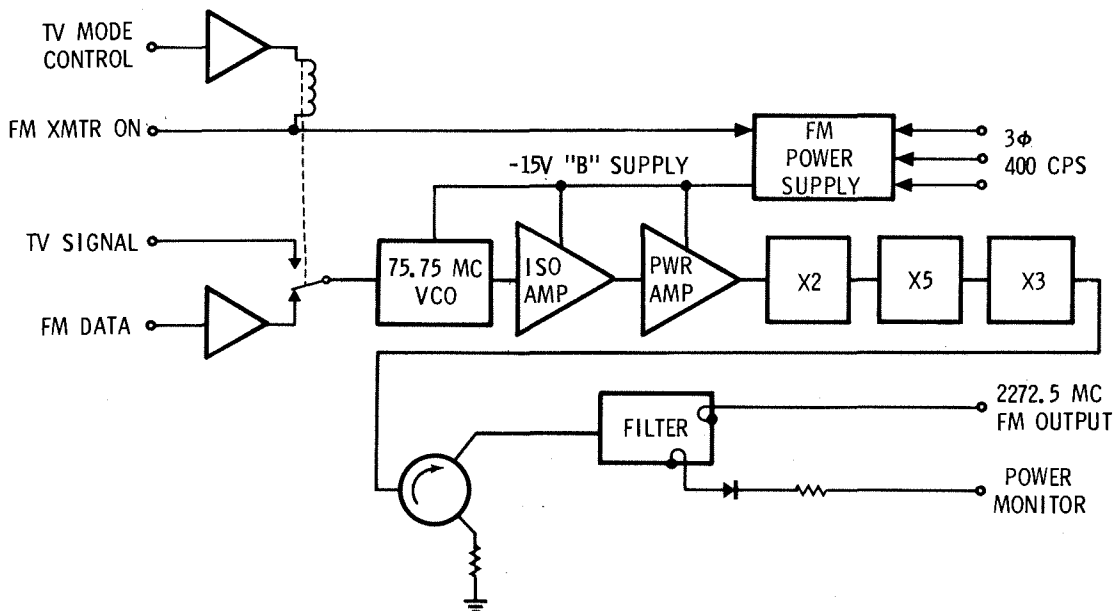 TV MODE
CONTROL
FM XMTR ON
FM
POWER
SUPPLY
3ϕ
400 CPS
-15V "B" SUPPLY
TV SIGNAL
75.75 MC
VCO
ISO
AMP
PWR
AMP
X2
X5
X3
FM DATA
FILTER
2272.5 MC
FM OUTPUT
POWER
MONITOR